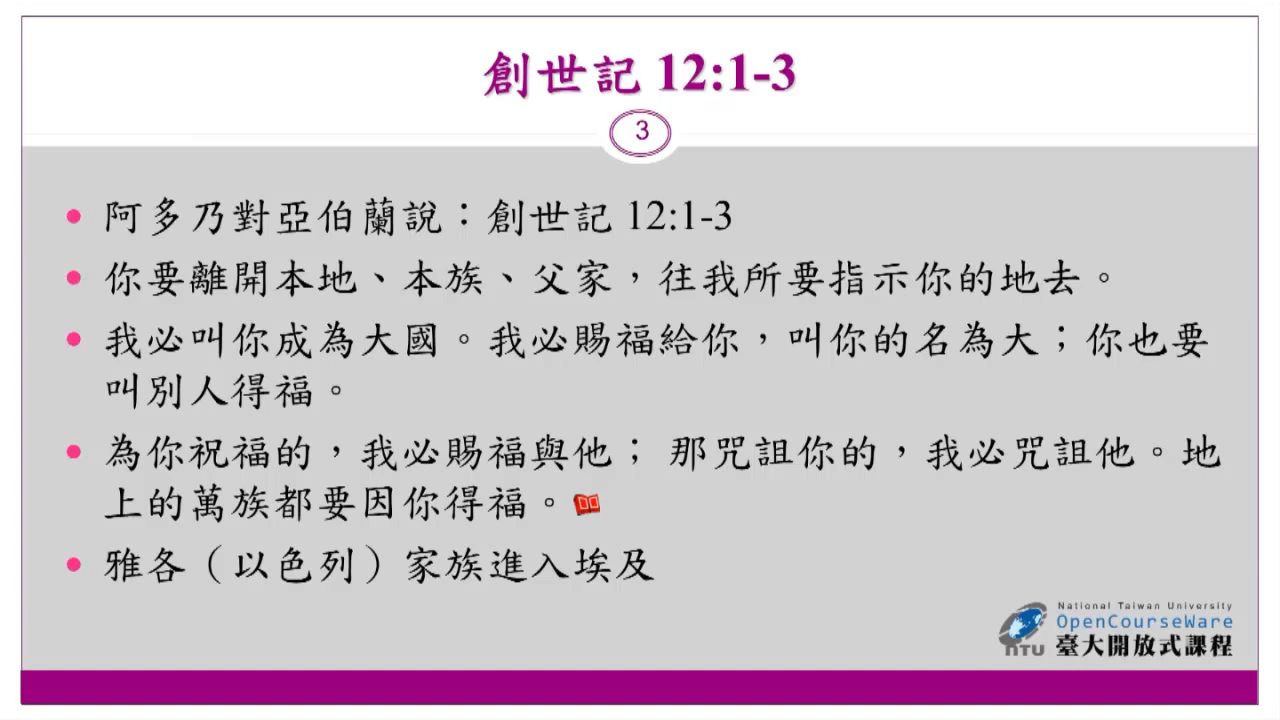 創世記 12:1-3
3
• 阿多乃對亞伯蘭說：創世記 12:1-3
• 你要離開本地、本族、父家，往我所要指示你的地去。
• 我必叫你成為大國。我必賜福給你，叫你的名為大；你也要
叫別人得福。
• 為你祝福的，我必賜福與他； 那咒詛你的，我必咒詛他。地
上的萬族都要因你得福。
• 雅各（以色列）家族進入埃及
National Taiwan University
OpenCourseWare
NTU 臺大開放式課程